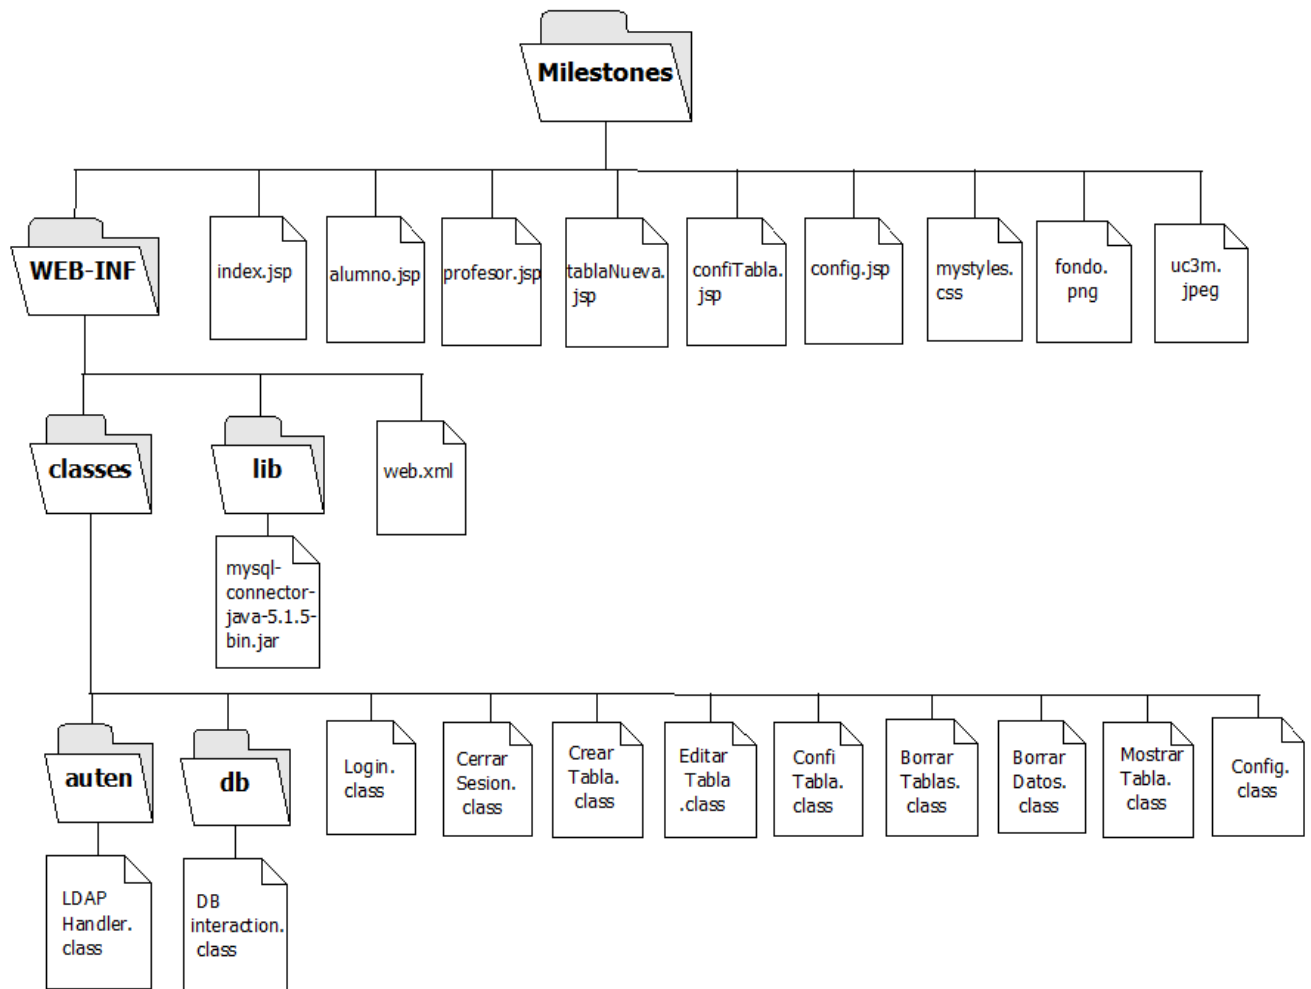 Milestones
WEB-INF
index.jsp
alumno.jsp
profesor.jsp
tablaNueva.
jsp
confiTabla.
jsp
config.jsp
mystyles.
css
fondo.
png
uc3m.
jpeg
classes
lib
web.xml
mysql-
connector-
java-5.1.5-
bin.jar
auten
db
Login.
class
Cerrar
Sesion.
class
Crear
Tabla.
class
Editar
Tabla
.class
Confi
Tabla.
class
Borrar
Tablas.
class
Borrar
Datos.
class
Mostrar
Tabla.
class
Config.
class
LDAP
Handler.
class
DB
interaction.
class